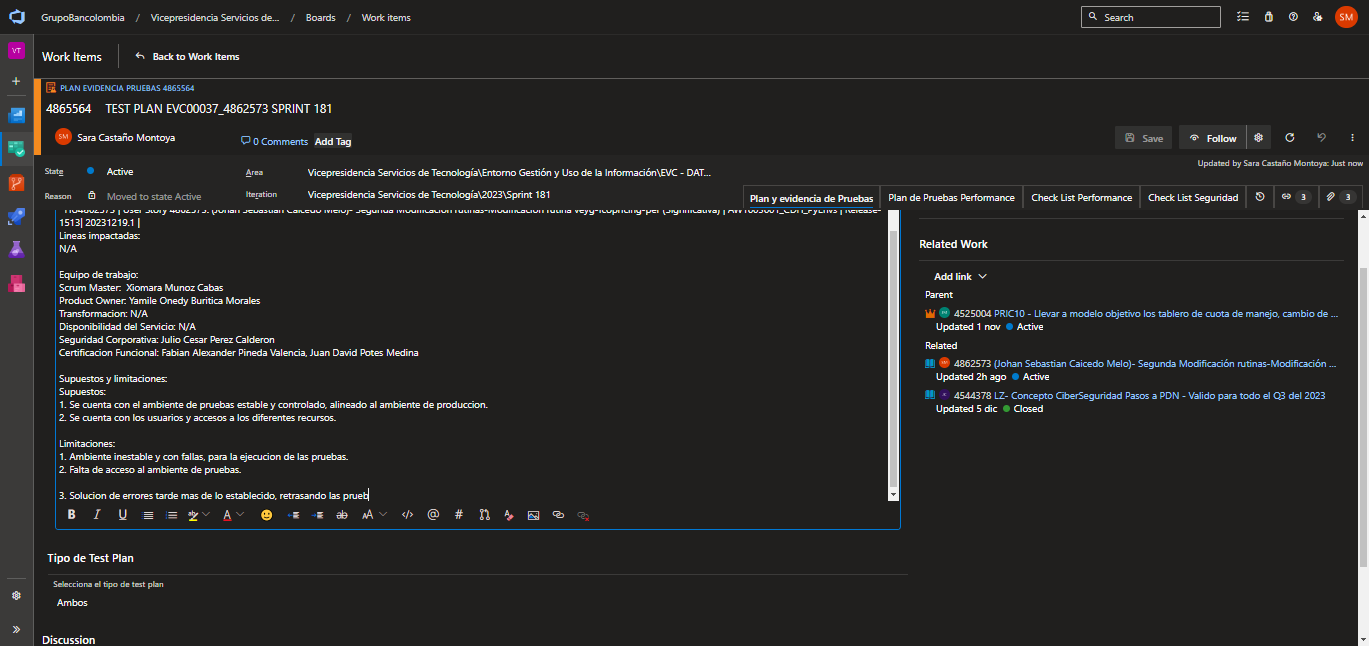 GrupoBancolombia / Vicepresidencia Servicios de... / Boards / Work items
Search
SM
VT
Work Items
Back to Work Items
PLAN EVIDENCIA PRUEBAS 4865564
4865564 TEST PLAN EVC00037_4862573 SPRINT 181
SM Sara Castaño Montoya
0 Comments Add Tag
Save
Follow
Updated by Sara Castaño Montoya: Just now
State Active
Area Vicepresidencia Servicios de Tecnología\Entorno Gestión y Uso de la Información\EVC - DAT...
Reason Moved to state Active
Iteration Vicepresidencia Servicios de Tecnología\2023\Sprint 181
Plan y evidencia de Pruebas
Plan de Pruebas Performance
Check List Performance
Check List Seguridad
3
3
User Story 4862573: (Johan Sebastian Caicedo Melo)- Segunda Modificación rutinas-Modificación rutina
1513| 20231219.1 |
Lineas impactadas:
N/A
Equipo de trabajo:
Scrum Master: Xiomara Munoz Cabas
Product Owner: Yamile Onedy Buritica Morales
Transformacion: N/A
Disponibilidad del Servicio: N/A
Seguridad Corporativa: Julio Cesar Perez Calderon
Certificacion Funcional: Fabian Alexander Pineda Valencia, Juan David Potes Medina
Supuestos y limitaciones:
Supuestos:
1. Se cuenta con el ambiente de pruebas estable y controlado, alineado al ambiente de produccion.
2. Se cuenta con los usuarios y accesos a los diferentes recursos.
Limitaciones:
1. Ambiente inestable y con fallas, para la ejecucion de las pruebas.
2. Falta de acceso al ambiente de pruebas.
3. Solucion de errores tarde mas de lo establecido, retrasando las prueb
Tipo de Test Plan
Selecciona el tipo de test plan
Ambos
Discussion
Related Work
Add link
Parent
4525004 PRIC10 - Llevar a modelo objetivo los tablero de cuota de manejo, cambio de ...
Updated 1 nov Active
Related
4862573 (Johan Sebastian Caicedo Melo)- Segunda Modificación rutinas-Modificación ...
Updated 2h ago Active
4544378 LZ- Concepto CiberSeguridad Pasos a PDN - Valido para todo el Q3 del 2023
Updated 5 dic Closed